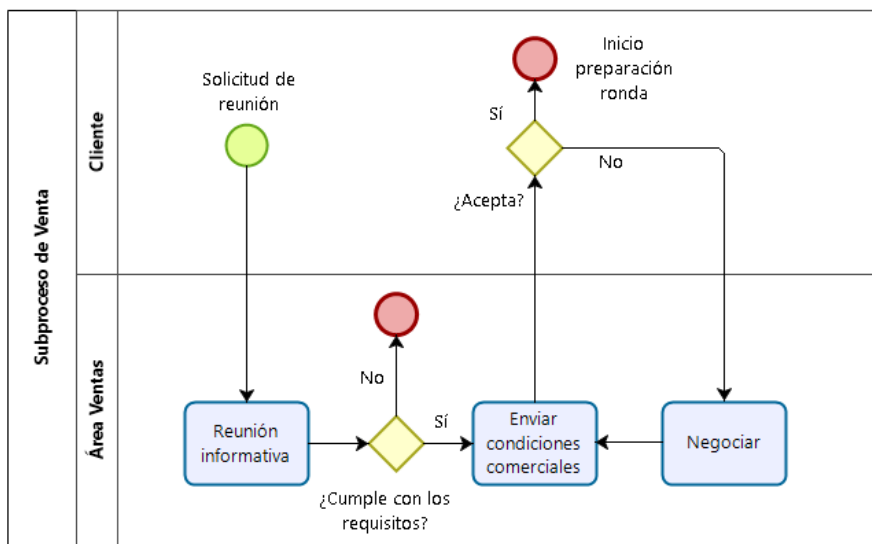 Subproceso de Venta
Cliente
Solicitud de
reunión
Inicio
preparación
ronda
Sí
No
¿Acepta?
Área Ventas
No
Reunión
informativa
Sí
Enviar
condiciones
comerciales
Negociar
¿Cumple con los
requisitos?